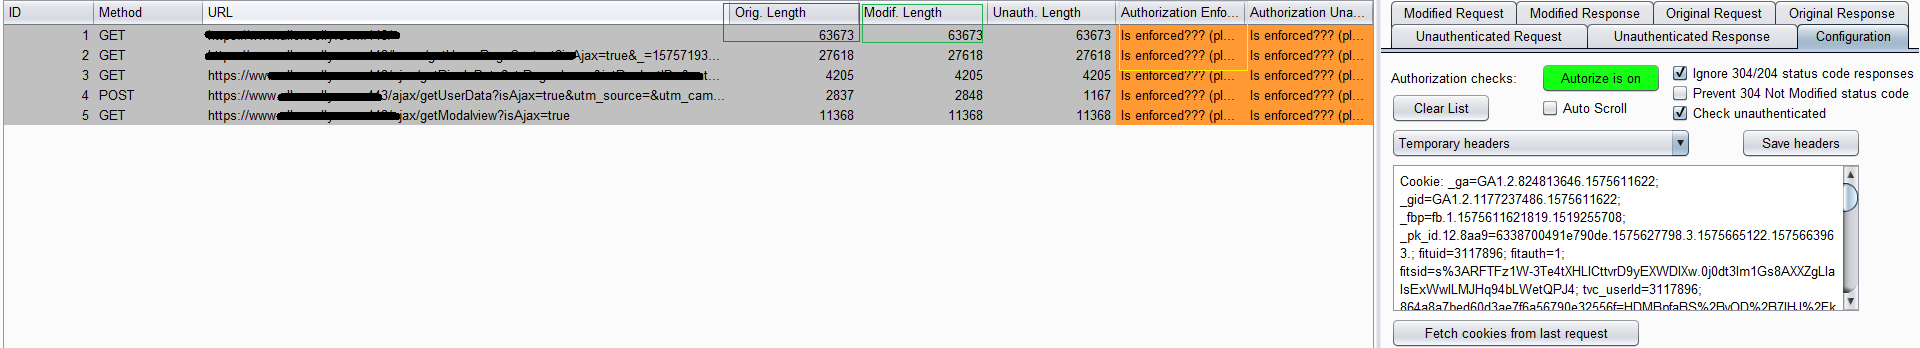 ID Method URL Orig. Length Modif. Length Unauth. Length Authorization Enfo... Authorization Una...
1 GET 63673 63673 63673 Is enforced??? (pl... Is enforced??? (pl...
2 GET Ajax=true&_=15757193... 27618 27618 27618 Is enforced??? (pl... Is enforced??? (pl...
3 GET https://www. 4205 4205 4205 Is enforced??? (pl... Is enforced??? (pl...
4 POST https://www. 3/ajax/getUserData?isAjax=true&utm_source=&utm_cam... 2837 2848 1167 Is enforced??? (pl... Is enforced??? (pl...
5 GET https://www. ajax/getModalview?isAjax=true 11368 11368 11368 Is enforced??? (pl... Is enforced??? (pl...
Modified Request Modified Response Original Request Original Response
Unauthenticated Request Unauthenticated Response Configuration
Authorization checks: Autorize is on Ignore 304/204 status code responses
Prevent 304 Not Modified status code
Clear List Auto Scroll Check unauthenticated
Temporary headers Save headers
Cookie: _ga=GA1.2.824813646.1575611622;
_gid=GA1.2.1177237486.1575611622;
_fbp=fb.1.1575611621819.1519255708;
_pk_id.12.8aa9=6338700491e790de.1575627798.3.1575665122.157566396
3.; fituid=3117896; fitauth=1;
fitsid=s%3ARFTFz1W-3Te4tXHLlCttvrD9yEXWDlXw.0j0dt3Im1Gs8AXXZgLla
IsExWwlLMJHq94bLWetQPJ4; tvc_userId=3117896;
Fetch cookies from last request